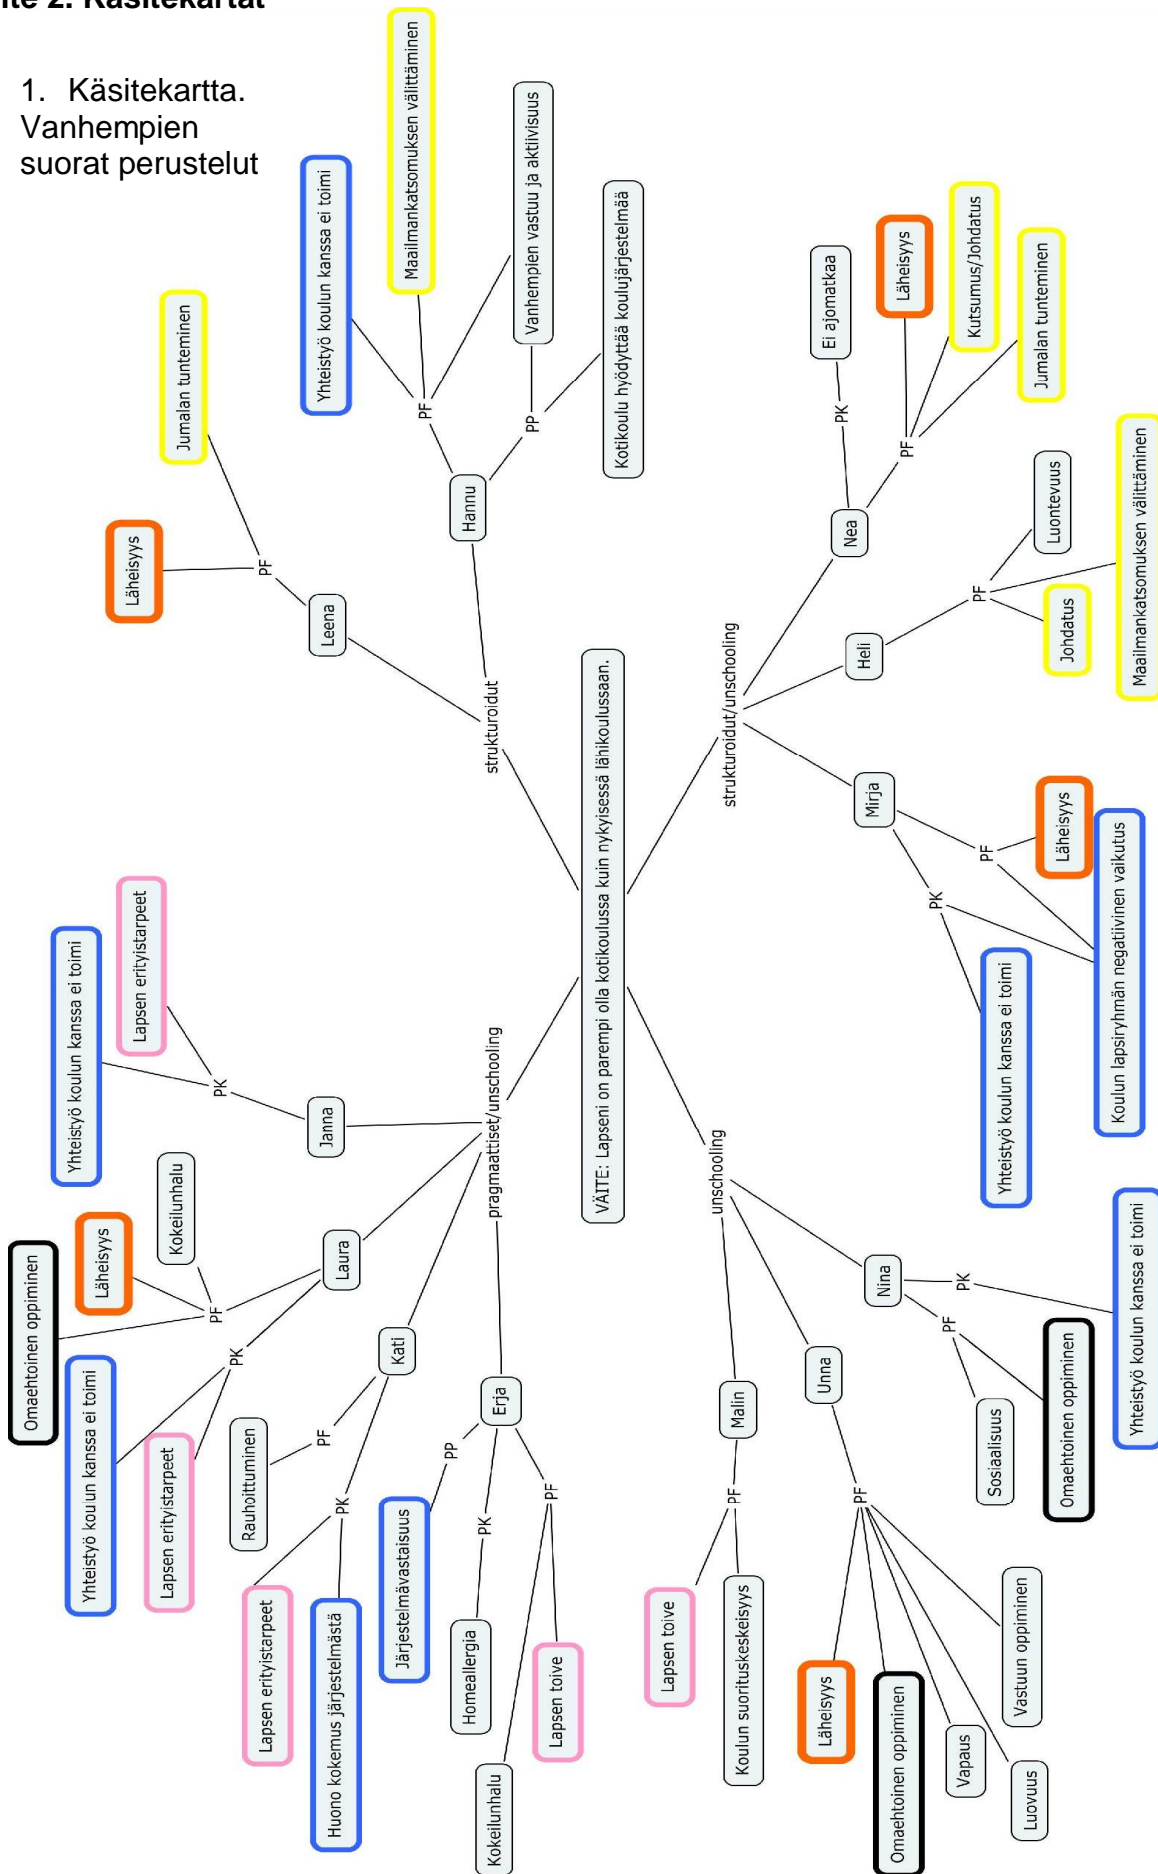 ite 2. Käsitekartat
1. Käsitekartta.
Vanhempien
suorat perustelut
VÄITE: Lapseni on parempi olla kotikoulussa kuin nykyisessä lähikoulussaan.
strukturoidut
Leena
PF
Läheisyys
Jumalan tunteminen
Hannu
PF
Yhteistyö koulun kanssa ei toimi
Maailmankatsomuksen välittäminen
PP
Vanhempien vastuu ja aktiivisuus
Kotikoulu hyödyttää koulujärjestelmää
strukturoidut/unschooling
Nea
PK
Ei ajomatkaa
PF
Läheisyys
Kutsumus/Johdatus
Jumalan tunteminen
Heli
PF
Luontevuus
Johdatus
Maailmankatsomuksen välittäminen
Mirja
PF
Läheisyys
PK
Koulun lapsiryhmän negatiivinen vaikutus
Yhteistyö koulun kanssa ei toimi
pragmaattiset/unschooling
Janna
PK
Yhteistyö koulun kanssa ei toimi
Lapsen erityistarpeet
Laura
PF
Omaehtoinen oppiminen
Läheisyys
Kokeilunhalu
PK
Yhteistyö koulun kanssa ei toimi
Lapsen erityistarpeet
Kati
PF
Rauhoittuminen
PK
Lapsen erityistarpeet
Huono kokemus järjestelmästä
Erja
PP
Järjestelmävastaisuus
PK
Homeallergia
PF
Kokeilunhalu
Lapsen toive
unschooling
Malin
PF
Lapsen toive
Koulun suorituskeskeisyys
Unna
PF
Läheisyys
Omaehtoinen oppiminen
Vapaus
Luovuus
Vastuun oppiminen
Nina
PF
Sosiaalisuus
Omaehtoinen oppiminen
PK
Yhteistyö koulun kanssa ei toimi